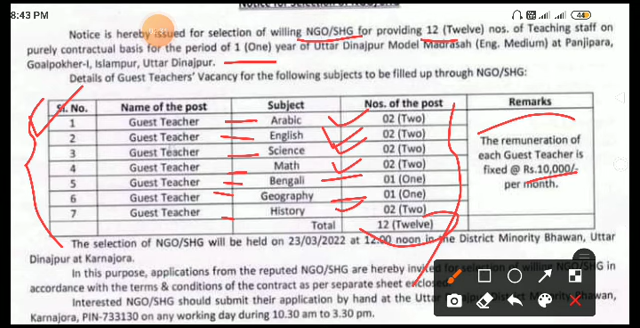 8:43 PM
44
Notice is hereby issued for selection of willing NGO/SHG for providing 12 (Twelve) nos. of Teaching staff on
purely contractual basis for the period of 1 (One) year of Uttar Dinajpur Model Madrasah (Eng. Medium) at Panjipara,
Goalpokher-I, Islampur, Uttar Dinajpur.
Details of Guest Teachers' Vacancy for the following subjects to be filled up through NGO/SHG:
Sl. No. Name of the post Subject Nos. of the post Remarks
1 Guest Teacher Arabic 02 (Two)
2 Guest Teacher English 02 (Two)
3 Guest Teacher Science 02 (Two)
4 Guest Teacher Math 02 (Two)
5 Guest Teacher Bengali 01 (One)
6 Guest Teacher Geography 01 (One)
7 Guest Teacher History 02 (Two)
Total 12 (Twelve)
The remuneration of
each Guest Teacher is
fixed @ Rs.10,000/-
per month.
The selection of NGO/SHG will be held on 23/03/2022 at 12.00 noon in the District Minority Bhawan, Uttar
Dinajpur at Karnajora.
In this purpose, applications from the reputed NGO/SHG are hereby invited for selection of willing NGO/SHG in
accordance with the terms & conditions of the contract as per separate sheet enclosed
Interested NGO/SHG should submit their application by hand at the Uttar Minority Bhawan,
Karnajora, PIN-733130 on any working day during 10.30 am to 3.30 pm.